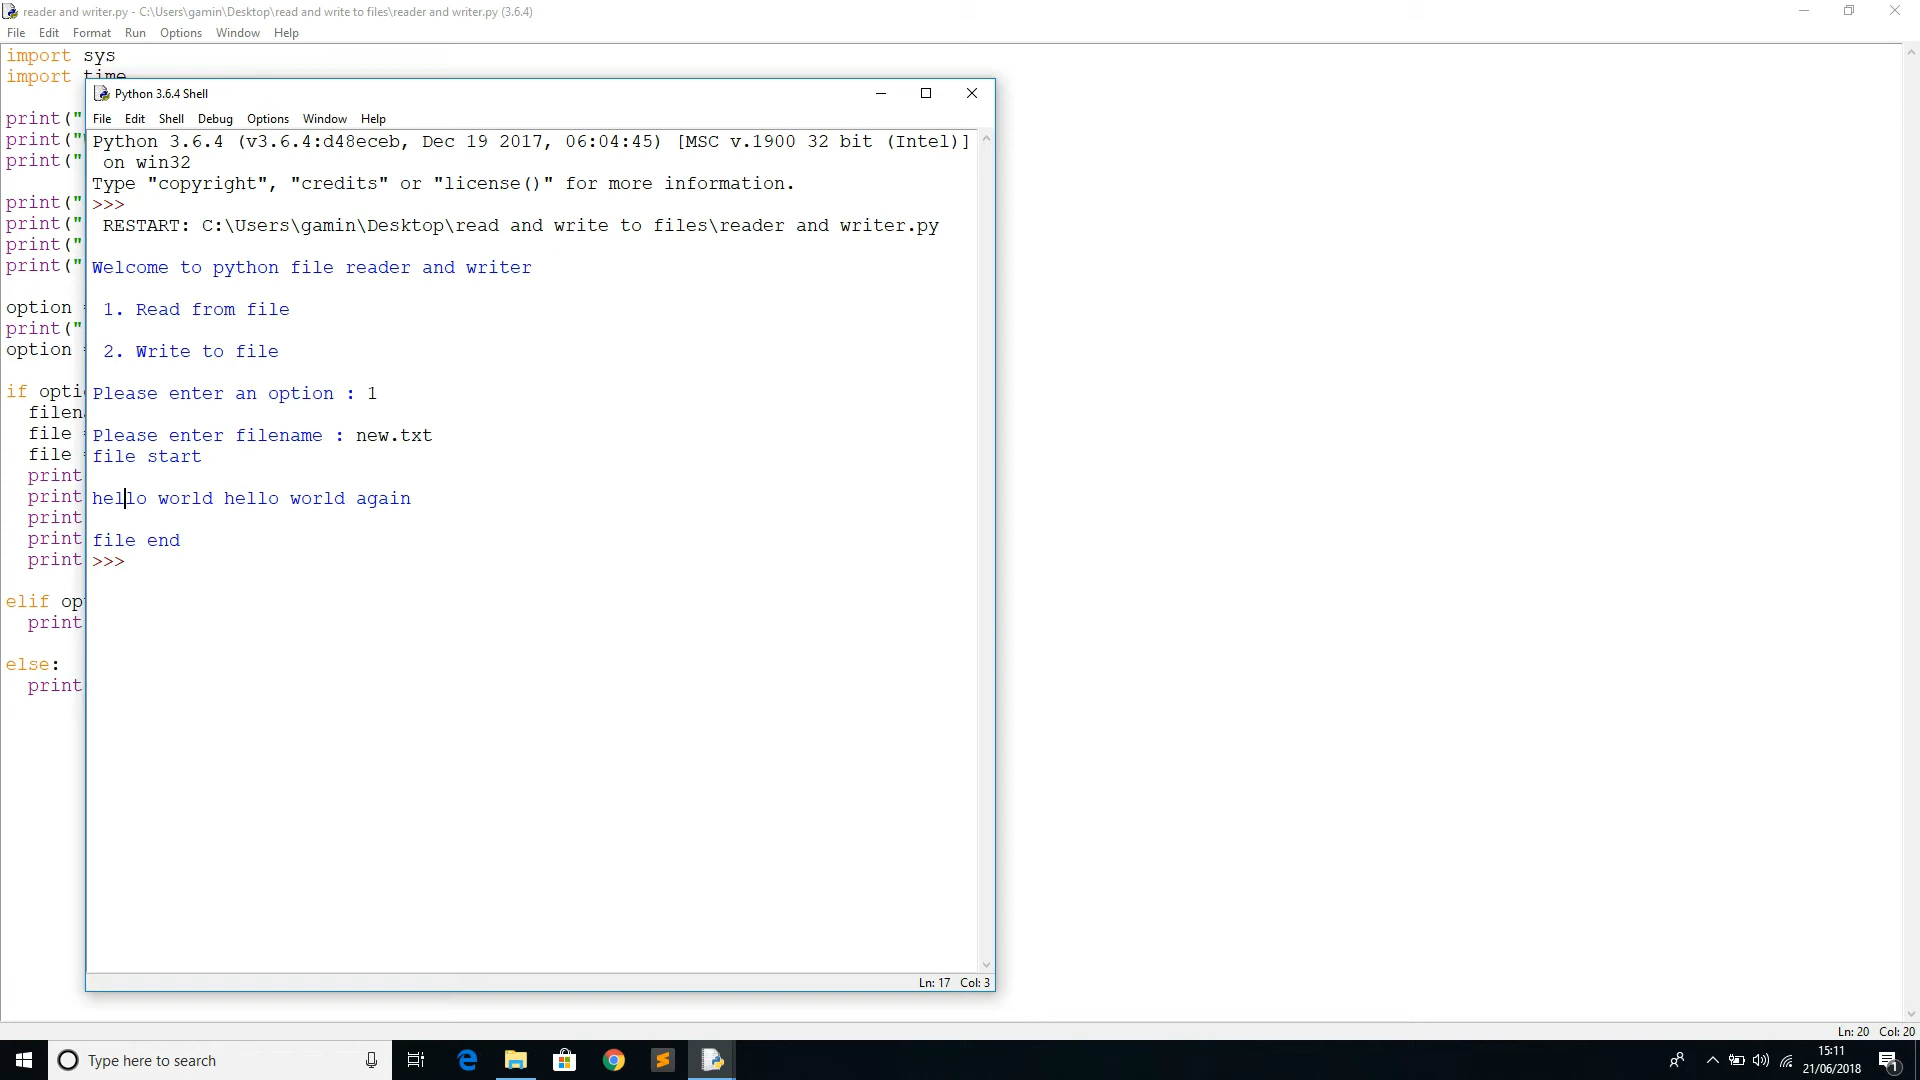 reader and writer.py - C:\Users\gamin\Desktop\read and write to files\reader and writer.py (3.6.4)
File Edit Format Run Options Window Help
import sys
import time
print("
print("
print("
print("
print("
print("
print("
option
print("
option =
if
file
file =
print
print
print
print
print
elif
print
else:
print
Python 3.6.4 Shell
File Edit Shell Debug Options Window Help
Python 3.6.4 (v3.6.4:d48eceb, Dec 19 2017, 06:04:45) [MSC v.1900 32 bit (Intel)]
on win32
Type "copyright", "credits" or "license()" for more information.
>>>
RESTART: C:\Users\gamin\Desktop\read and write to files\reader and writer.py
Welcome to python file reader and writer
1. Read from file
2. Write to file
Please enter an option : 1
Please enter filename : new.txt
file start
hello world hello world again
file end
>>>
Ln: 17 Col: 3
Ln: 20 Col: 20
Type here to search
15:11
21/06/2018
1